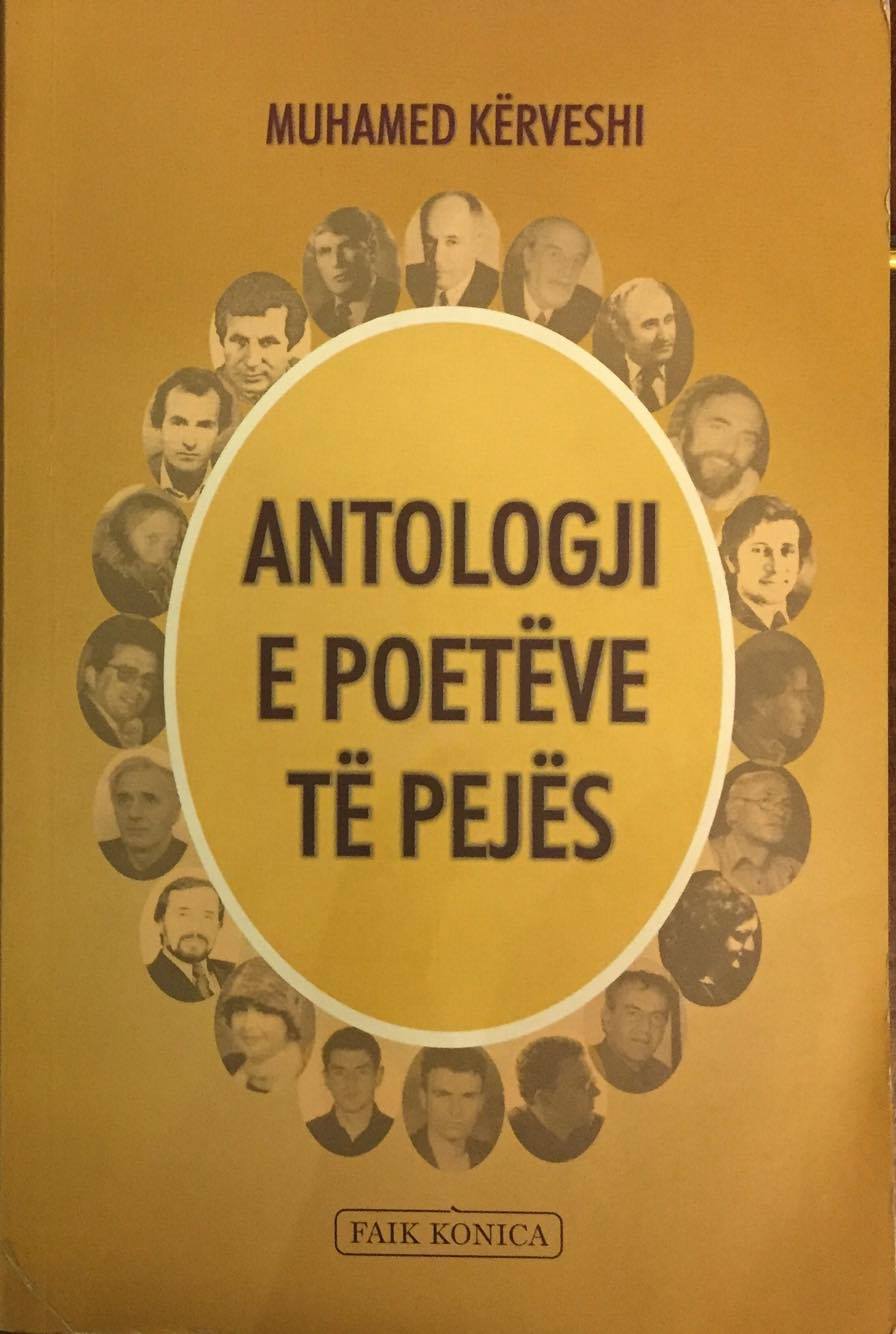 MUHAMED KËRVESHI
ANTOLOGJI
E POETËVE
TË PEJËS
FAIK KONICA